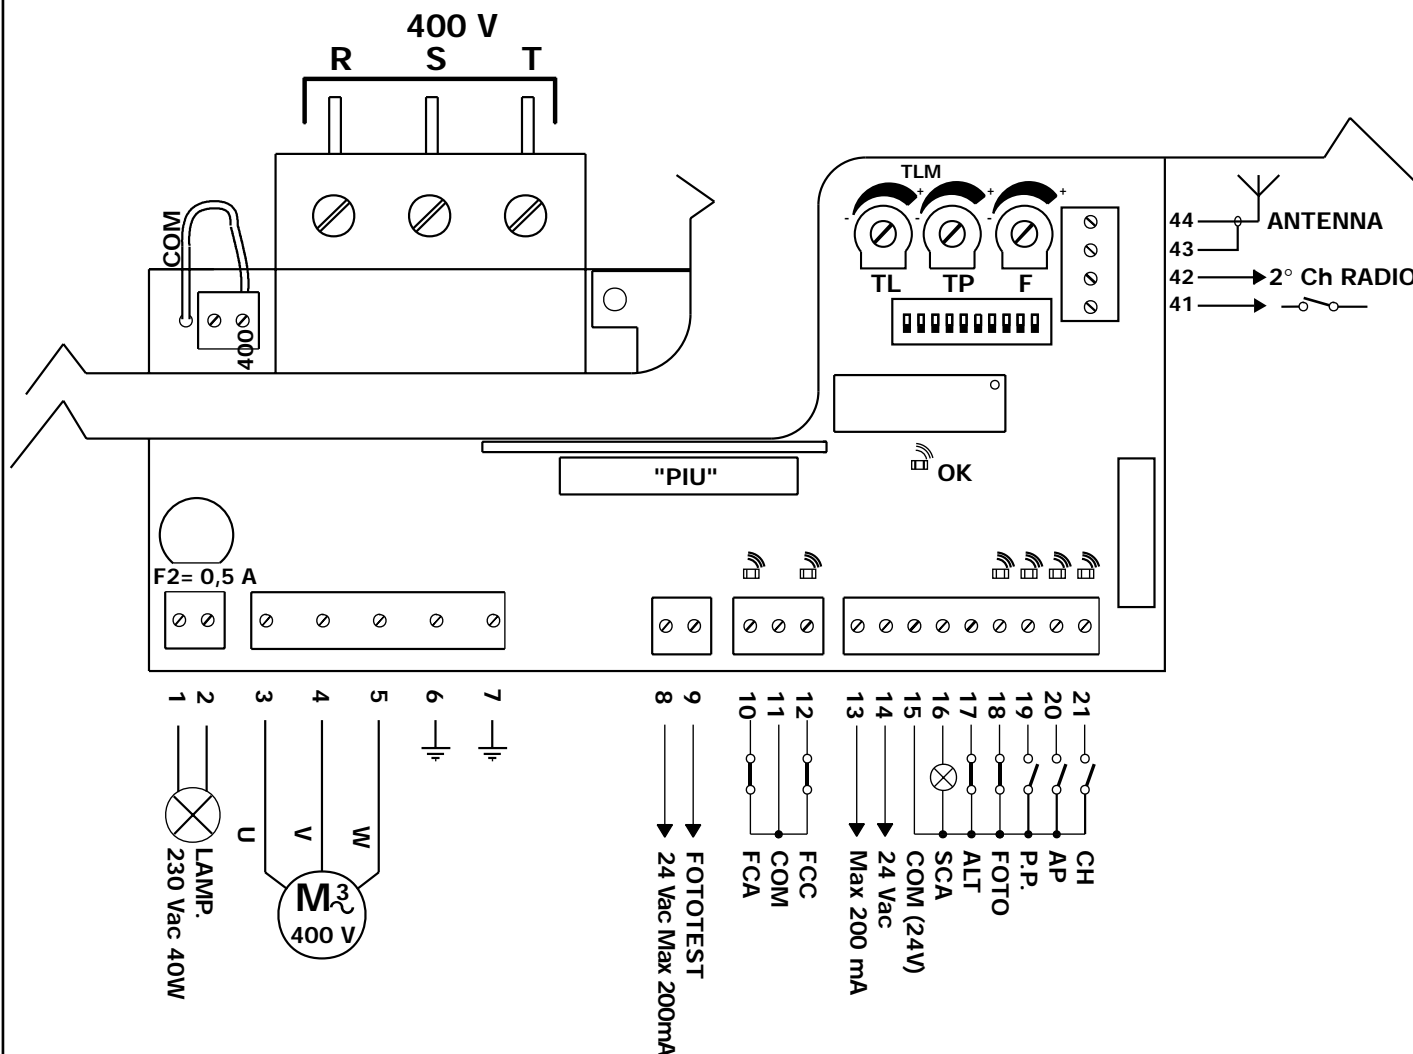 400 V
R S T
COM
400
TLM
- + - + - +
TL TP F
44 ANTENNA
43
42 2° Ch RADIO
41
"PIU"
OK
F2= 0,5 A
1 2 3 4 5 6 7 8 9 10 11 12 13 14 15 16 17 18 19 20 21
U V W
LAMP.
230 Vac 40W
M 3~
400 V
24 Vac Max 200mA
FOTOTEST
FCA
COM
FCC
Max 200 mA
24 Vac
COM (24V)
SCA
ALT
FOTO
P.P.
AP
CH